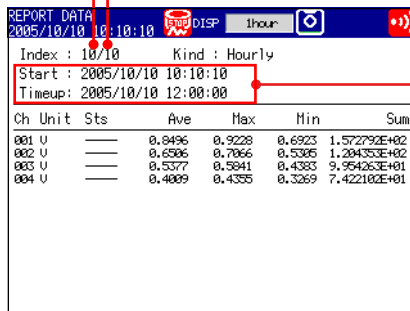 REPORT DATA
2005/10/10 10:10:10 STOP DISP 1hour
Index : 10/10 Kind : Hourly
Start : 2005/10/10 10:10:10
Timeup: 2005/10/10 12:00:00
Ch Unit Sts Ave Max Min Sum
001 V ---- 0.8496 0.9228 0.6923 1.572792E+02
002 V ---- 0.6506 0.7066 0.5305 1.204353E+02
003 V ---- 0.5377 0.5841 0.4383 9.954263E+01
004 V ---- 0.4009 0.4355 0.3269 7.422102E+01